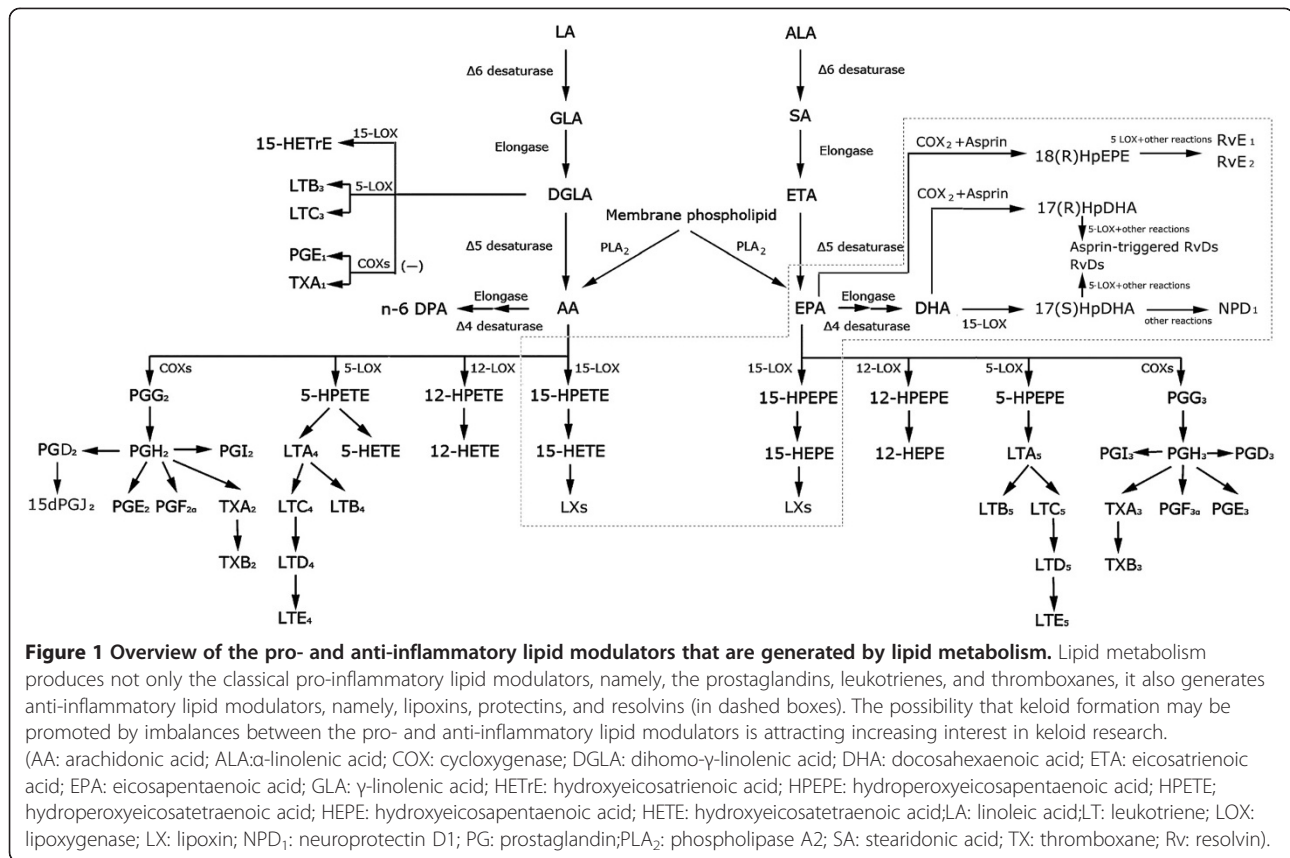 LA
ALA
Δ6 desaturase
Δ6 desaturase
GLA
SA
15-HETrE
15-LOX
Elongase
Elongase
COX₂ +Asprin
18(R)HpEPE
5 LOX+other reactions
RvE₁
RvE₂
LTB₃
5-LOX
LTC₃
DGLA
ETA
COX₂ +Asprin
17(R)HpDHA
Membrane phospholipid
5-LOX+other reactions
PGE₁
COXs
(—)
TXA₁
Δ5 desaturase
PLA₂
PLA₂
Δ5 desaturase
Asprin-triggered RvDs
RvDs
5-LOX+other reactions
n-6 DPA
Elongase
Δ4 desaturase
AA
EPA
Elongase
Δ4 desaturase
DHA
15-LOX
17(S)HpDHA
other reactions
NPD₁
COXs
5-LOX
12-LOX
15-LOX
15-LOX
12-LOX
5-LOX
COXs
PGG₂
5-HPETE
12-HPETE
15-HPETE
15-HPEPE
12-HPEPE
5-HPEPE
PGG₃
PGD₂
PGH₂
PGI₂
LTA₄
5-HETE
12-HETE
15-HETE
15-HEPE
12-HEPE
LTA₅
PGI₃
PGH₃
PGD₃
15dPGJ₂
PGE₂
PGF₂α
TXA₂
LTC₄
LTB₄
LXs
LXs
LTB₅
LTC₅
TXA₃
PGF₃α
PGE₃
TXB₂
LTD₄
LTD₅
TXB₃
LTE₄
LTE₅
Figure 1 Overview of the pro- and anti-inflammatory lipid modulators that are generated by lipid metabolism. Lipid metabolism
produces not only the classical pro-inflammatory lipid modulators, namely, the prostaglandins, leukotrienes, and thromboxanes, it also generates
anti-inflammatory lipid modulators, namely, lipoxins, protectins, and resolvins (in dashed boxes). The possibility that keloid formation may be
promoted by imbalances between the pro- and anti-inflammatory lipid modulators is attracting increasing interest in keloid research.
(AA: arachidonic acid; ALA:α-linolenic acid; COX: cycloxygenase; DGLA: dihomo-γ-linolenic acid; DHA: docosahexaenoic acid; ETA: eicosatrienoic
acid; EPA: eicosapentaenoic acid; GLA: γ-linolenic acid; HETrE: hydroxyeicosatrienoic acid; HPEPE: hydroperoxyeicosapentaenoic acid; HPETE;
hydroperoxyeicosatetraenoic acid; HEPE: hydroxyeicosapentaenoic acid; HETE: hydroxyeicosatetraenoic acid;LA: linoleic acid;LT: leukotriene; LOX:
lipoxygenase; LX: lipoxin; NPD₁: neuroprotectin D1; PG: prostaglandin;PLA₂: phospholipase A2; SA: stearidonic acid; TX: thromboxane; Rv: resolvin).